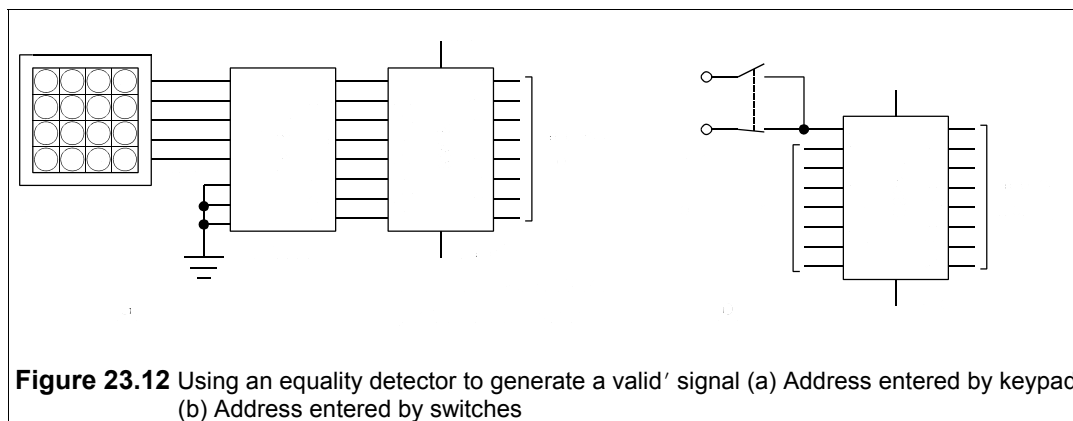 Figure 23.12 Using an equality detector to generate a valid′ signal (a) Address entered by keypad
(b) Address entered by switches